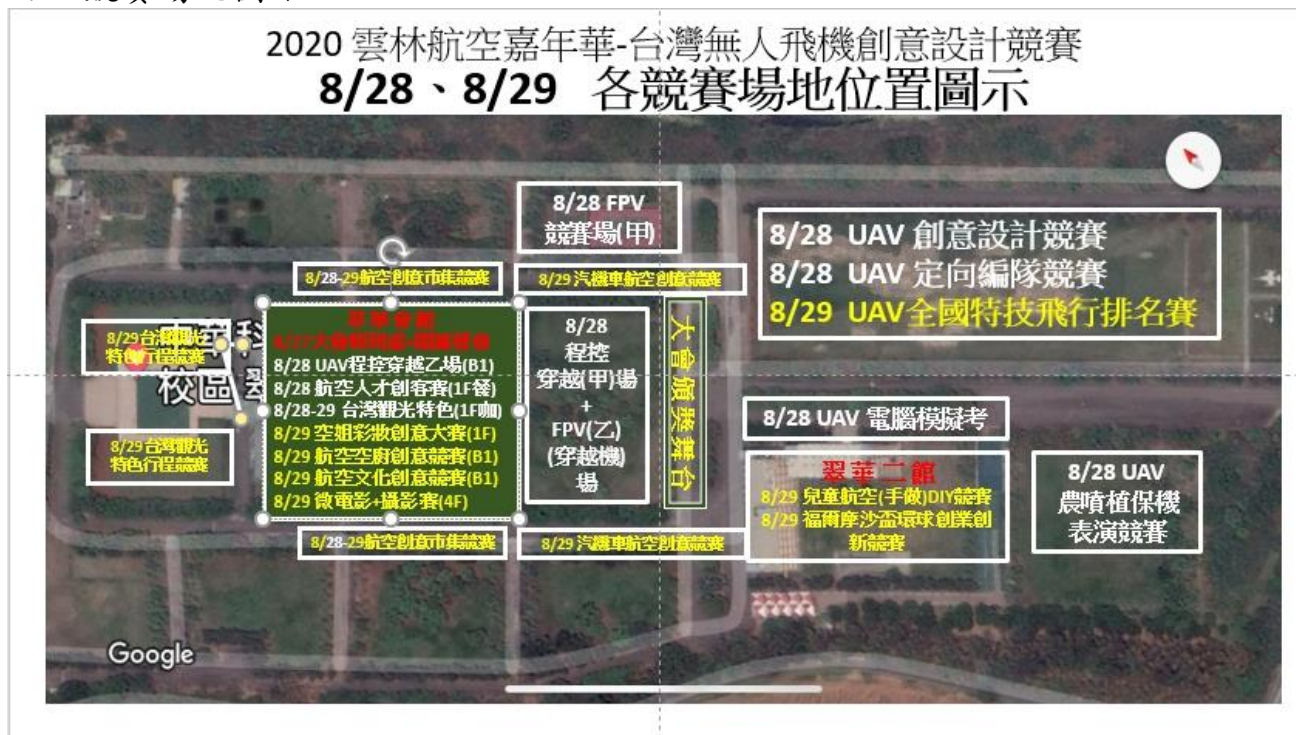 2020 雲林航空嘉年華-台灣無人飛機創意設計競賽
8/28、8/29 各競賽場地位置圖示
8/28 FPV
競賽場(甲)
8/28 UAV 創意設計競賽
8/28 UAV 定向編隊競賽
8/29 UAV全國特技飛行排名賽
8/28-29航空創意市集競賽
8/29 汽機車航空創意競賽
8/29台灣觀光
特色行程競賽
校區
8/29台灣觀光
特色行程競賽
翠華會館
8/28 UAV程控穿越乙場(B1)
8/28 航空人才創客賽(1F餐)
8/28-29 台灣觀光特色(1F咖)
8/29 空姐彩妝創意大賽(1F)
8/29 航空空廚創意競賽(B1)
8/29 航空文化創意競賽(B1)
8/29 微電影+攝影賽(4F)
8/28
程控
穿越(甲)場
+
FPV(乙)
(穿越機)
場
大會頒獎舞台
8/28 UAV 電腦模擬考
翠華二館
8/29 兒童航空(手做)DIY競賽
8/29 福爾摩沙盃環球創業創
新競賽
8/28 UAV
農噴植保機
表演競賽
8/28-29航空創意市集競賽
8/29 汽機車航空創意競賽
Google